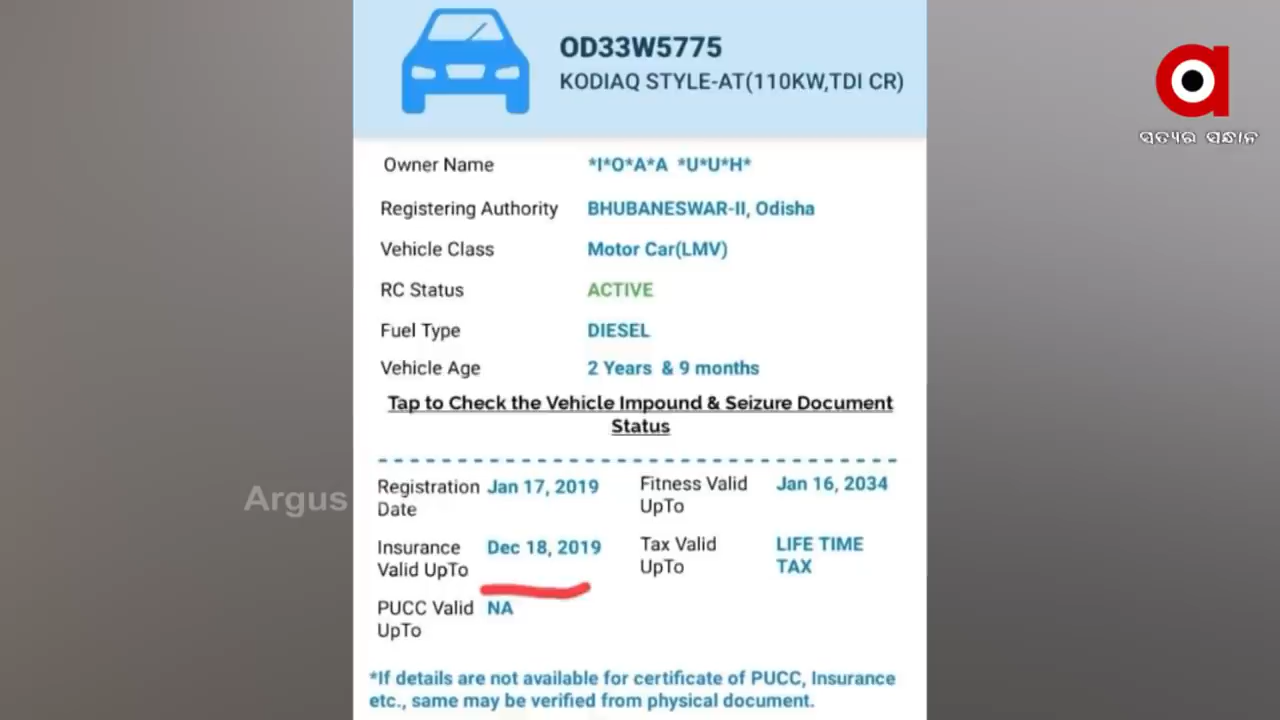 OD33W5775
KODIAQ STYLE-AT(110KW,TDI CR)
ସତ୍ୟର ସନ୍ଧାନ
Owner Name *I*O*A*A *U*U*H*
Registering Authority BHUBANESWAR-II, Odisha
Vehicle Class Motor Car(LMV)
RC Status ACTIVE
Fuel Type DIESEL
Vehicle Age 2 Years & 9 months
Tap to Check the Vehicle Impound & Seizure Document
Status
Argus
Registration Date Jan 17, 2019
Fitness Valid UpTo Jan 16, 2034
Insurance Valid UpTo Dec 18, 2019
Tax Valid UpTo LIFE TIME TAX
PUCC Valid UpTo NA
*If details are not available for certificate of PUCC, Insurance
etc., same may be verified from physical document.